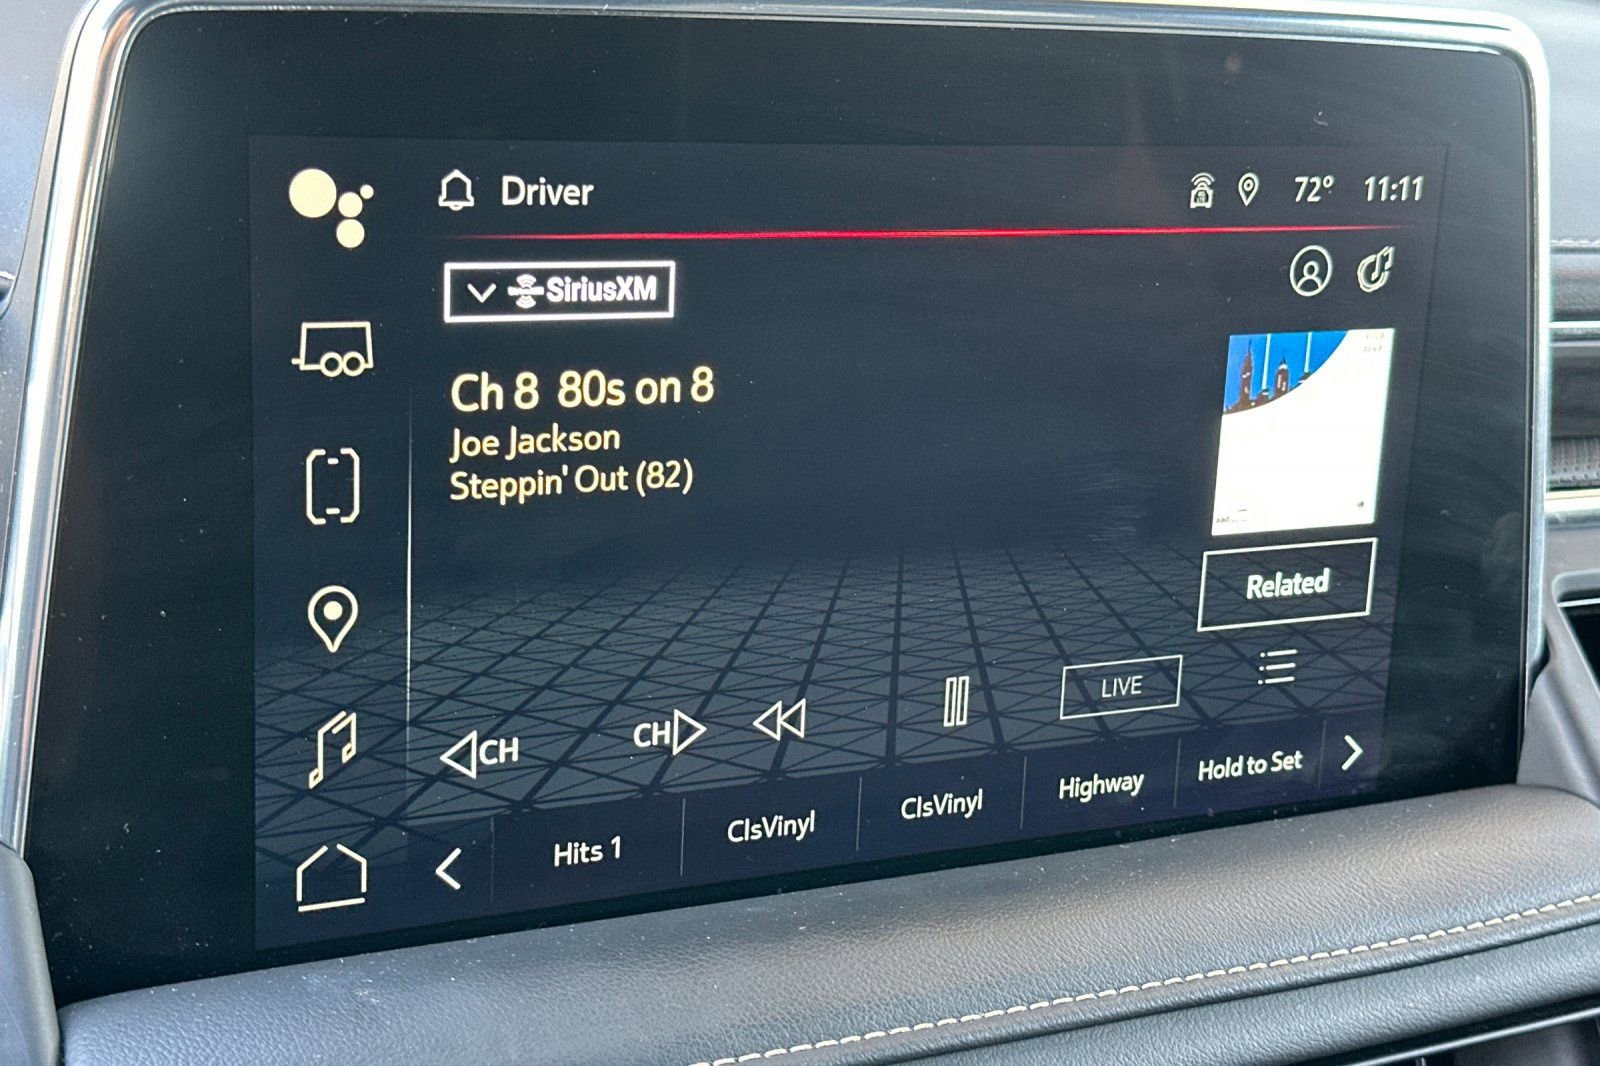 Driver
72° 11:11
SiriusXM
Ch 8 80s on 8
Joe Jackson
Steppin' Out (82)
Related
LIVE
CH
CH
Hits 1
ClsVinyl
ClsVinyl
Highway
Hold to Set